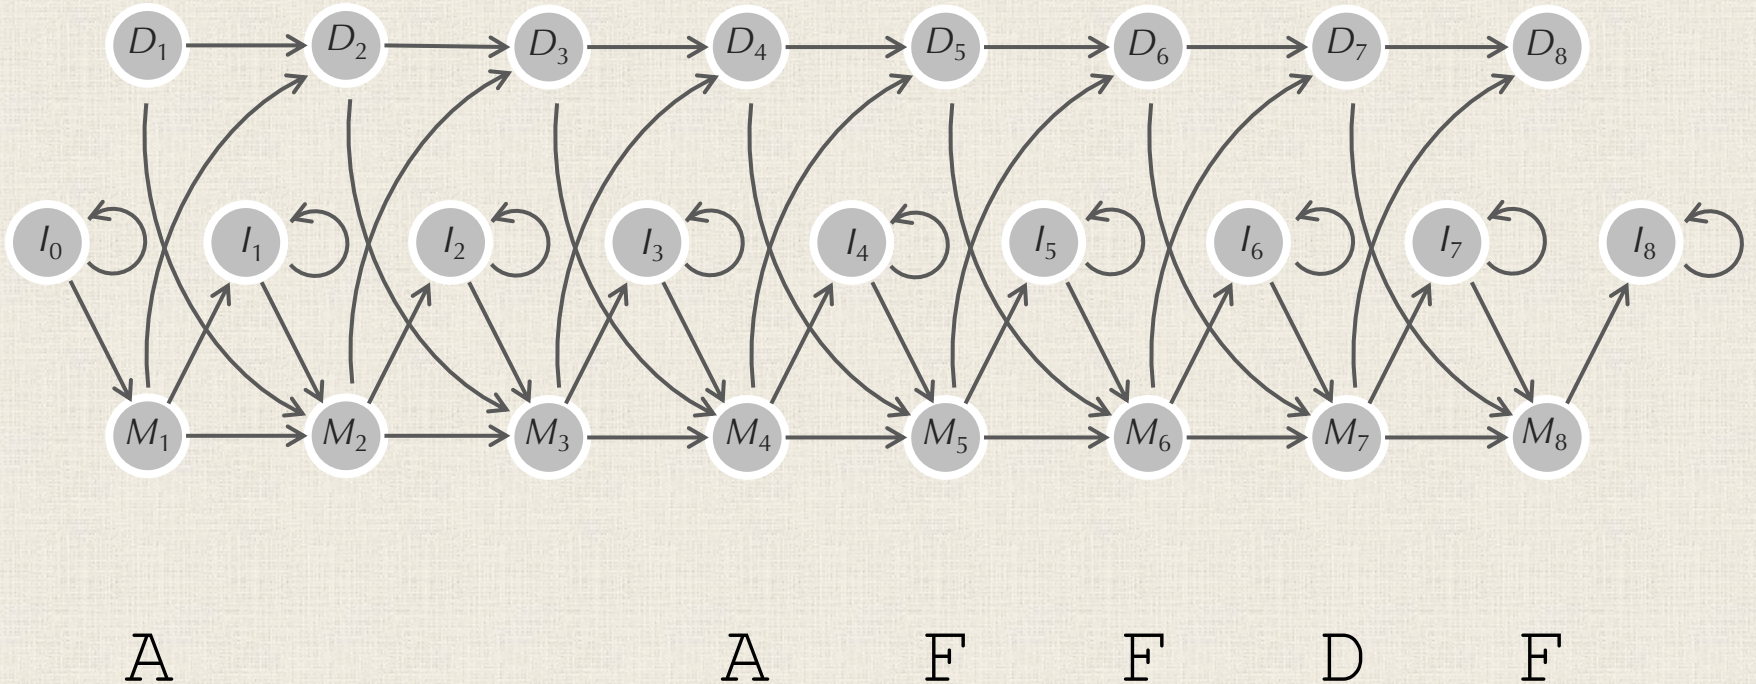 D₁ D₂ D₃ D₄ D₅ D₆ D₇ D₈
I₀ I₁ I₂ I₃ I₄ I₅ I₆ I₇ I₈
M₁ M₂ M₃ M₄ M₅ M₆ M₇ M₈
A A F F D F